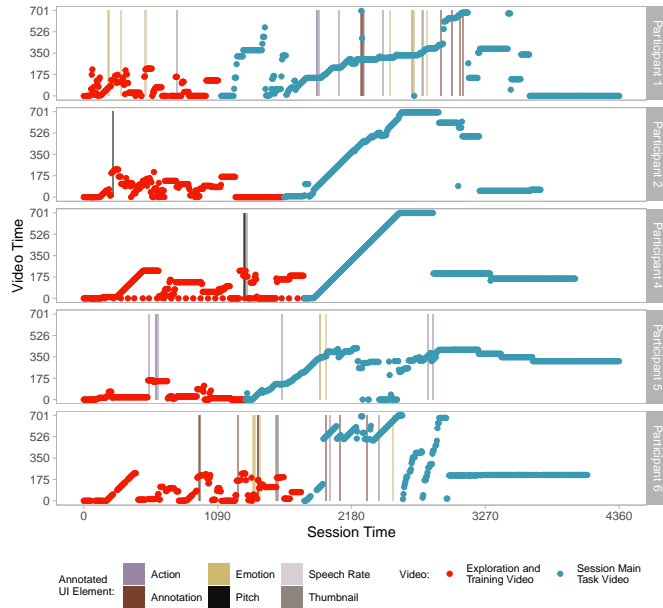 701
526
350
175
0
Participant 1
701
526
350
175
0
Participant 2
701
526
350
175
0
Participant 4
701
526
350
175
0
Participant 5
701
526
350
175
0
Participant 6
Video Time
0 1090 2180 3270 4360
Session Time
Annotated UI Element:
Action Emotion Speech Rate
Annotation Pitch Thumbnail
Video:
Exploration and Training Video
Session Main Task Video